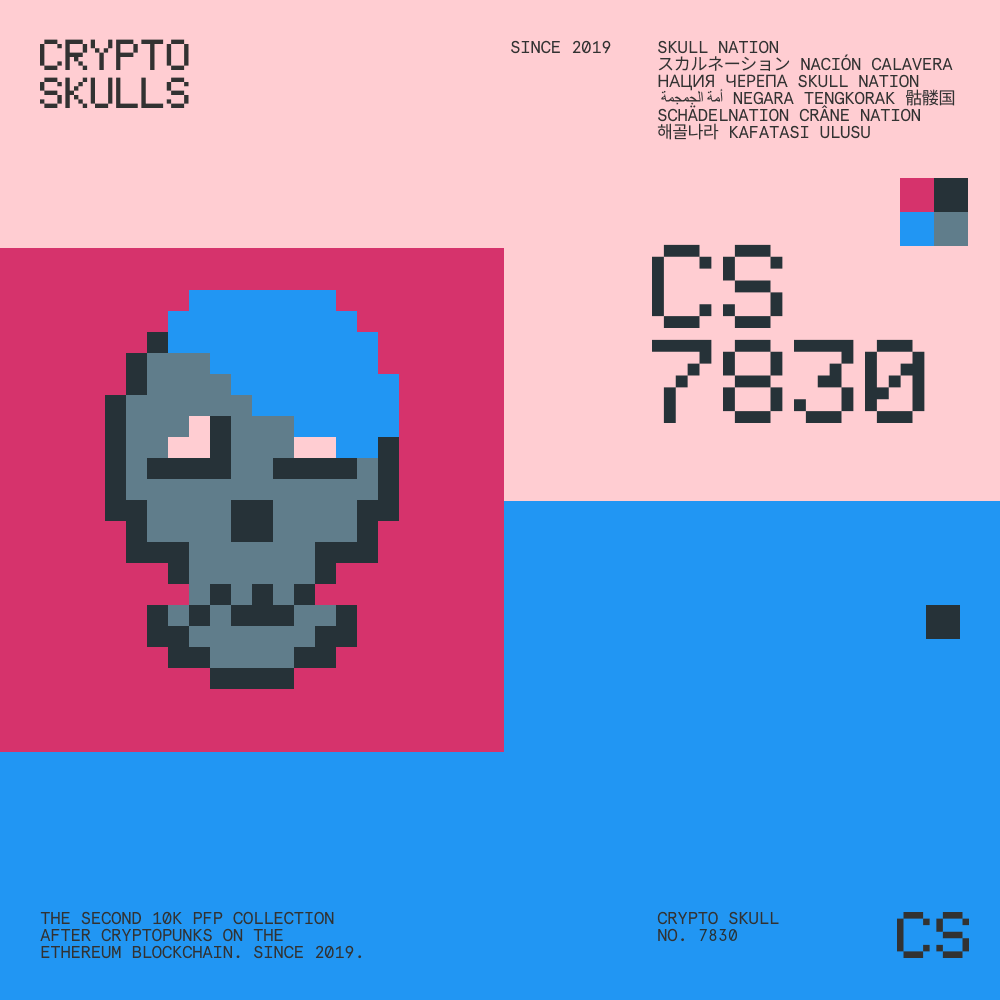 CRYPTO
SKULLS
SINCE 2019
SKULL NATION
スカルネーション NACIÓN CALAVERA
НАЦИЯ ЧЕРЕПА SKULL NATION
أمة الجمجمة NEGARA TENGKORAK 骷髅国
SCHÄDELNATION CRÂNE NATION
해골나라 KAFATASI ULUSU
CS
7830
THE SECOND 10K PFP COLLECTION
AFTER CRYPTOPUNKS ON THE
ETHEREUM BLOCKCHAIN. SINCE 2019.
CRYPTO SKULL
NO. 7830
CS